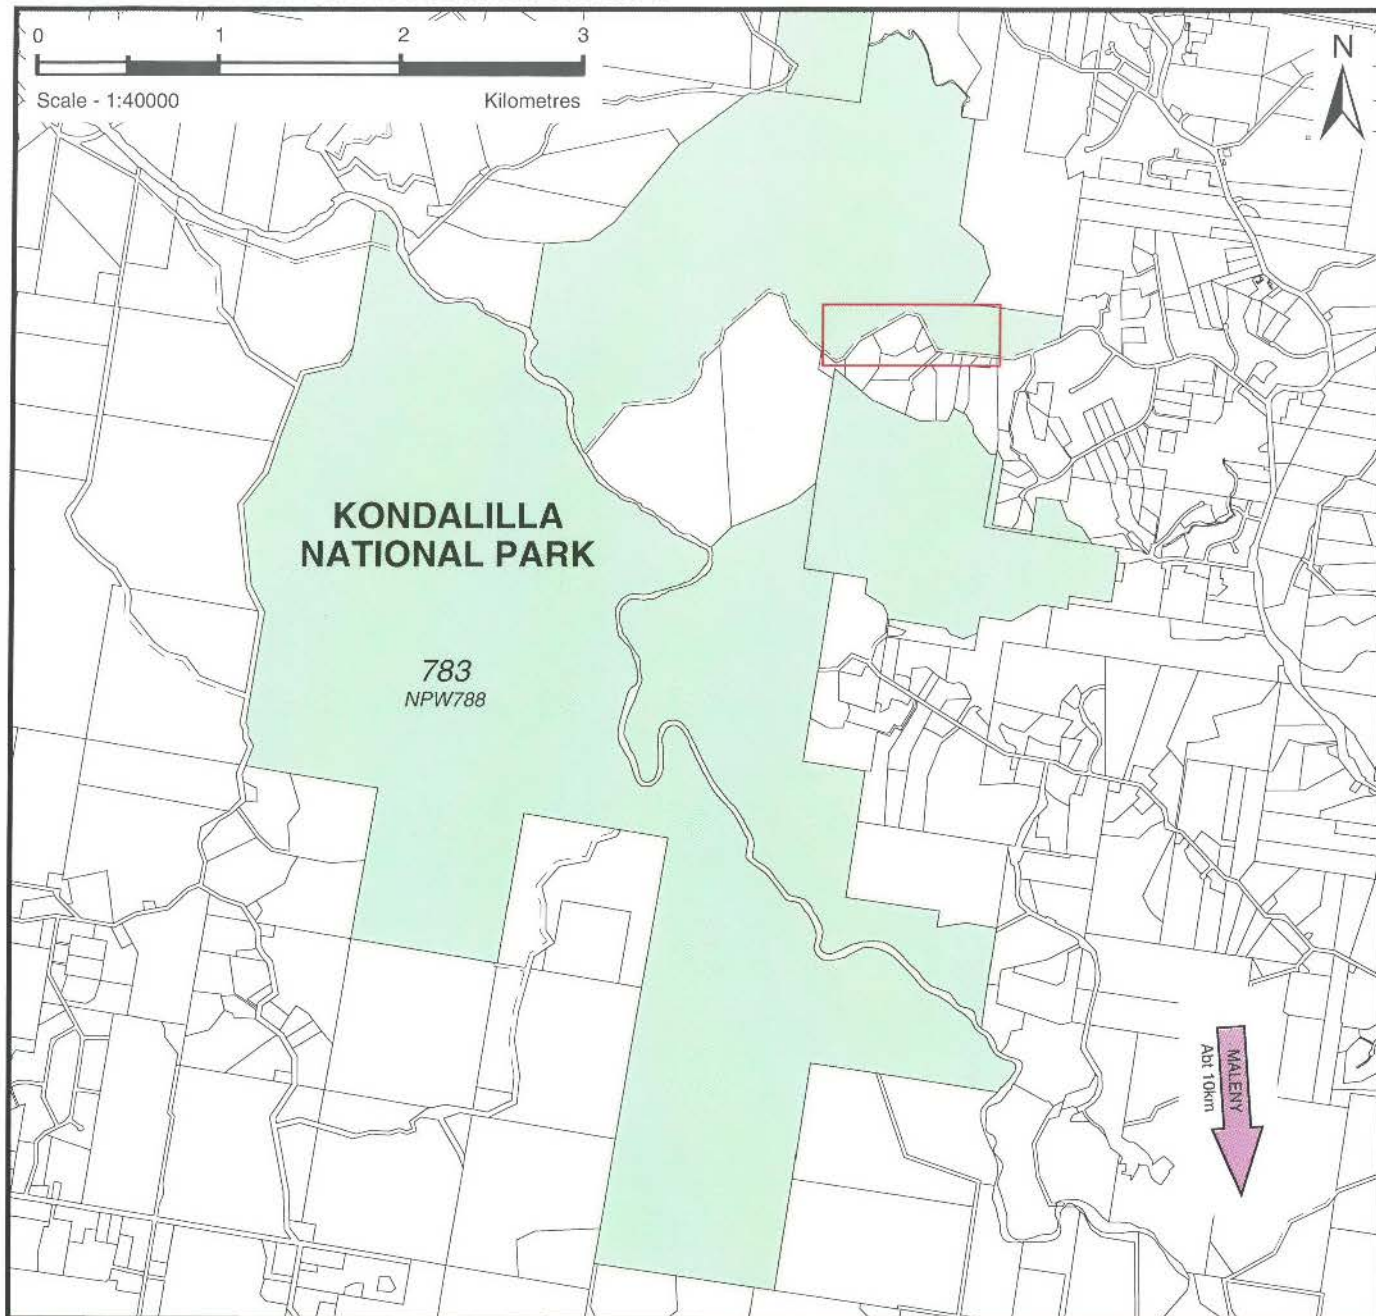 0 1 2 3
Scale - 1:40000 Kilometres
N
KONDALILLA
NATIONAL PARK
783
NPW788
MALENY
Abt 10km